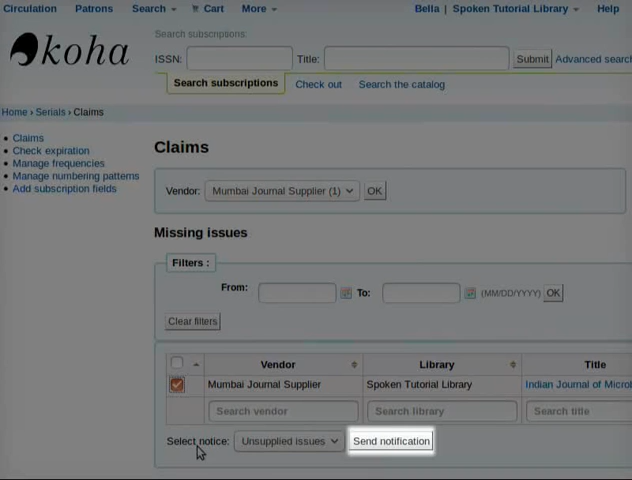 Circulation Patrons Search Cart More Bella | Spoken Tutorial Library Help
koha
Search subscriptions:
ISSN: Title: Submit Advanced search
Search subscriptions Check out Search the catalog
Home › Serials › Claims
Claims
Check expiration
Manage frequencies
Manage numbering patterns
Add subscription fields
Claims
Vendor: Mumbai Journal Supplier (1) OK
Missing issues
Filters :
From: To: (MM/DD/YYYY) OK
Clear filters
Vendor Library Title
Mumbai Journal Supplier Spoken Tutorial Library Indian Journal of
Search vendor Search library Search title
Select notice: Unsupplied issues Send notification